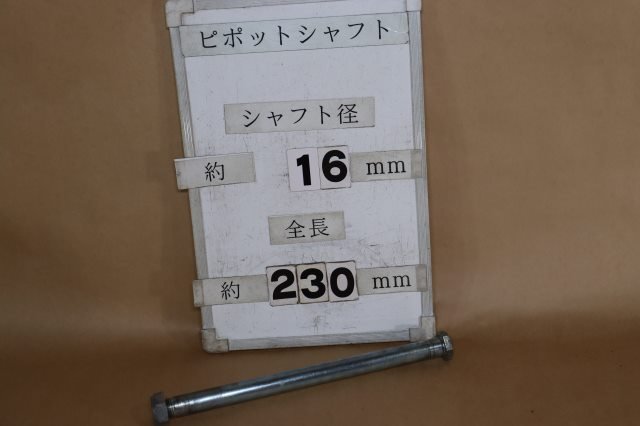 ピボットシャフト
シャフト径
約 16 mm
全長
約 230 mm